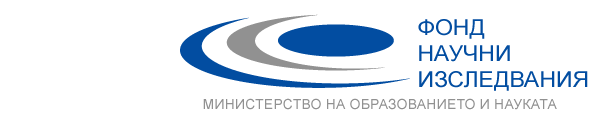 ФОНД
НАУЧНИ
ИЗСЛЕДВАНИЯ
МИНИСТЕРСТВО НА ОБРАЗОВАНИЕТО И НАУКАТА